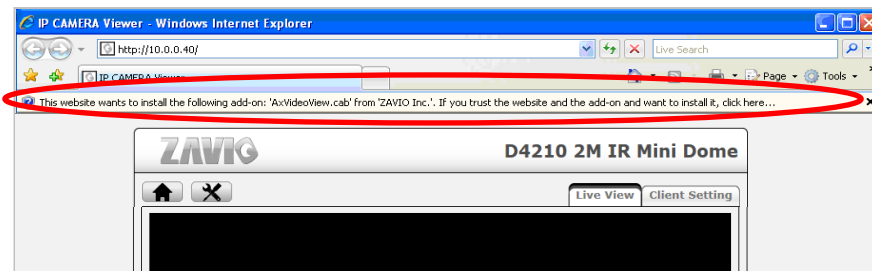 IP CAMERA Viewer - Windows Internet Explorer
http://10.0.0.40/ Live Search
IP CAMERA Viewer Page Tools
This website wants to install the following add-on: 'AxVideoView.cab' from 'ZAVIO Inc.'. If you trust the website and the add-on and want to install it, click here...
ZAVIO D4210 2M IR Mini Dome
Live View Client Setting